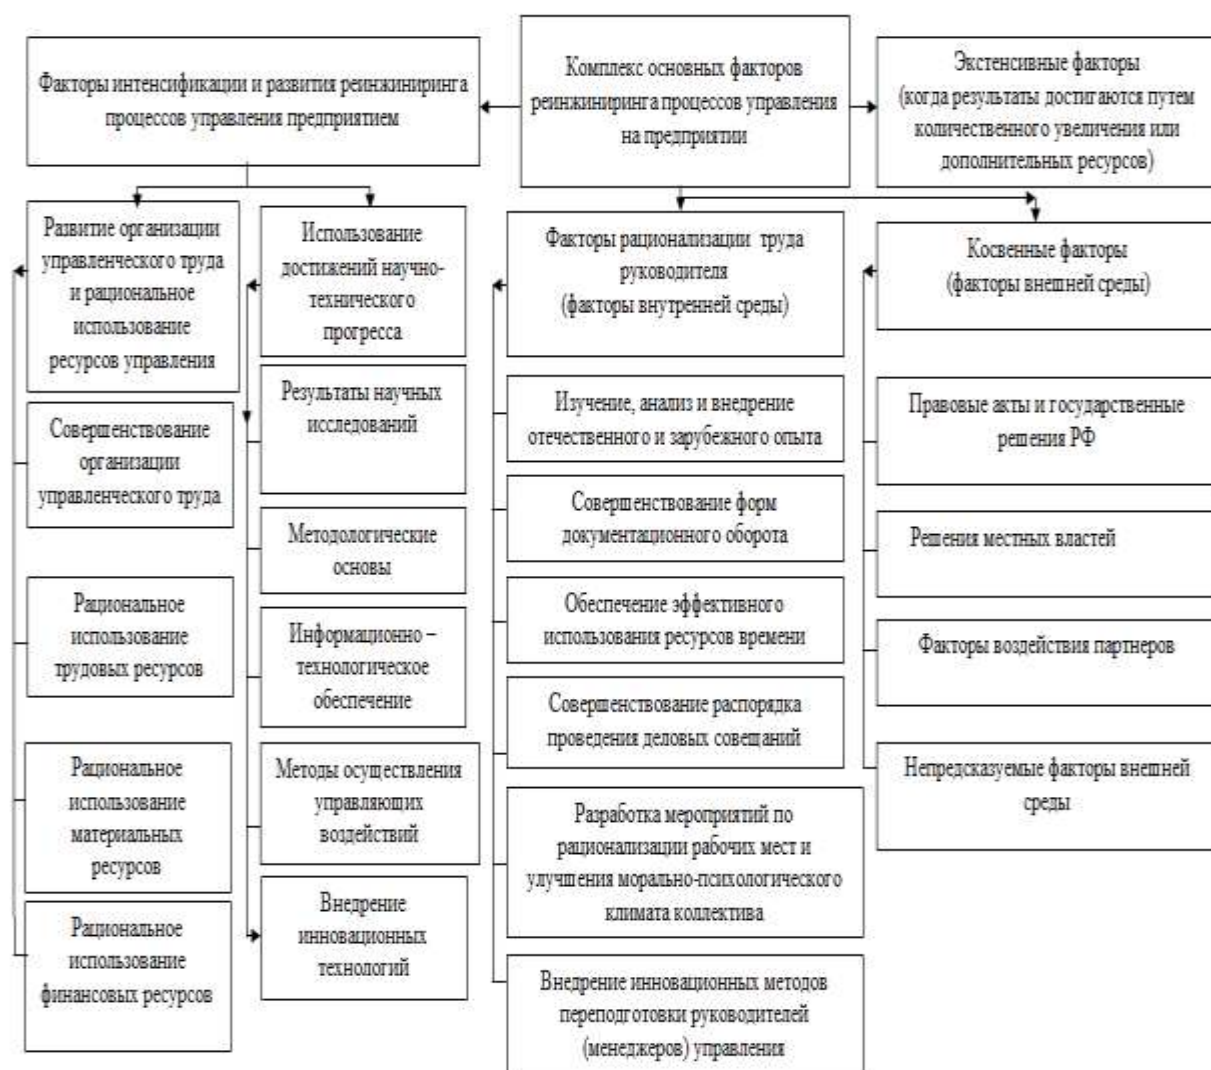 Факторы интенсификации и развития реинжиниринга
процессов управления предприятием
Комплекс основных факторов
реинжиниринга процессов управления
на предприятии
Экстенсивные факторы
(когда результаты достигаются путем
количественного увеличения или
дополнительных ресурсов)
Развитие организации
управленческого труда
и рациональное
использование
ресурсов управления
Использование
достижений научно-
технического
прогресса
Факторы рационализации труда
руководителя
(факторы внутренней среды)
Косвенные факторы
(факторы внешней среды)
Совершенствование
организации
управленческого труда
Рациональное
использование
трудовых ресурсов
Рациональное
использование
материальных
ресурсов
Рациональное
использование
финансовых ресурсов
Результаты научных
исследований
Методологические
основы
Информационно –
технологическое
обеспечение
Методы осуществления
управляющих
воздействий
Внедрение
инновационных
технологий
Изучение, анализ и внедрение
отечественного и зарубежного опыта
Совершенствование форм
документационного оборота
Обеспечение эффективного
использования ресурсов времени
Совершенствование распорядка
проведения деловых совещаний
Разработка мероприятий по
рационализации рабочих мест и
улучшения морально-психологического
климата коллектива
Внедрение инновационных методов
переподготовки руководителей
(менеджеров) управления
Правовые акты и государственные
решения РФ
Решения местных властей
Факторы воздействия партнеров
Непредсказуемые факторы внешней
среды